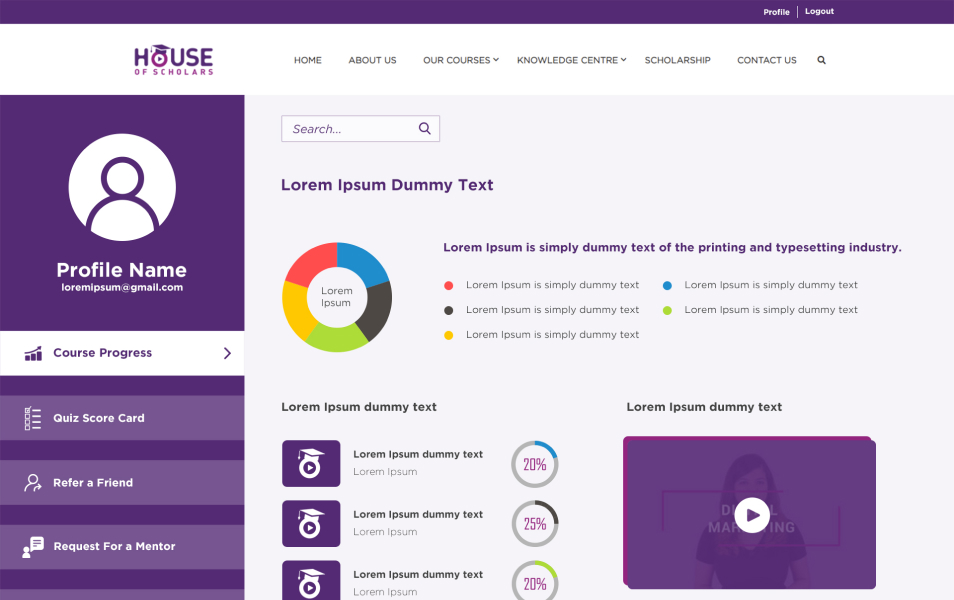 Profile Logout
HOUSE
OF SCHOLARS
HOME ABOUT US OUR COURSES KNOWLEDGE CENTRE SCHOLARSHIP CONTACT US
Search...
Profile Name
loremipsum@gmail.com
Course Progress
Quiz Score Card
Refer a Friend
Request For a Mentor
Lorem Ipsum Dummy Text
Lorem
Ipsum
Lorem Ipsum is simply dummy text of the printing and typesetting industry.
Lorem Ipsum is simply dummy text Lorem Ipsum is simply dummy text
Lorem Ipsum is simply dummy text Lorem Ipsum is simply dummy text
Lorem Ipsum is simply dummy text
Lorem Ipsum dummy text
Lorem Ipsum dummy text
Lorem Ipsum
20%
Lorem Ipsum dummy text
Lorem Ipsum
25%
Lorem Ipsum dummy text
Lorem Ipsum
20%
Lorem Ipsum dummy text